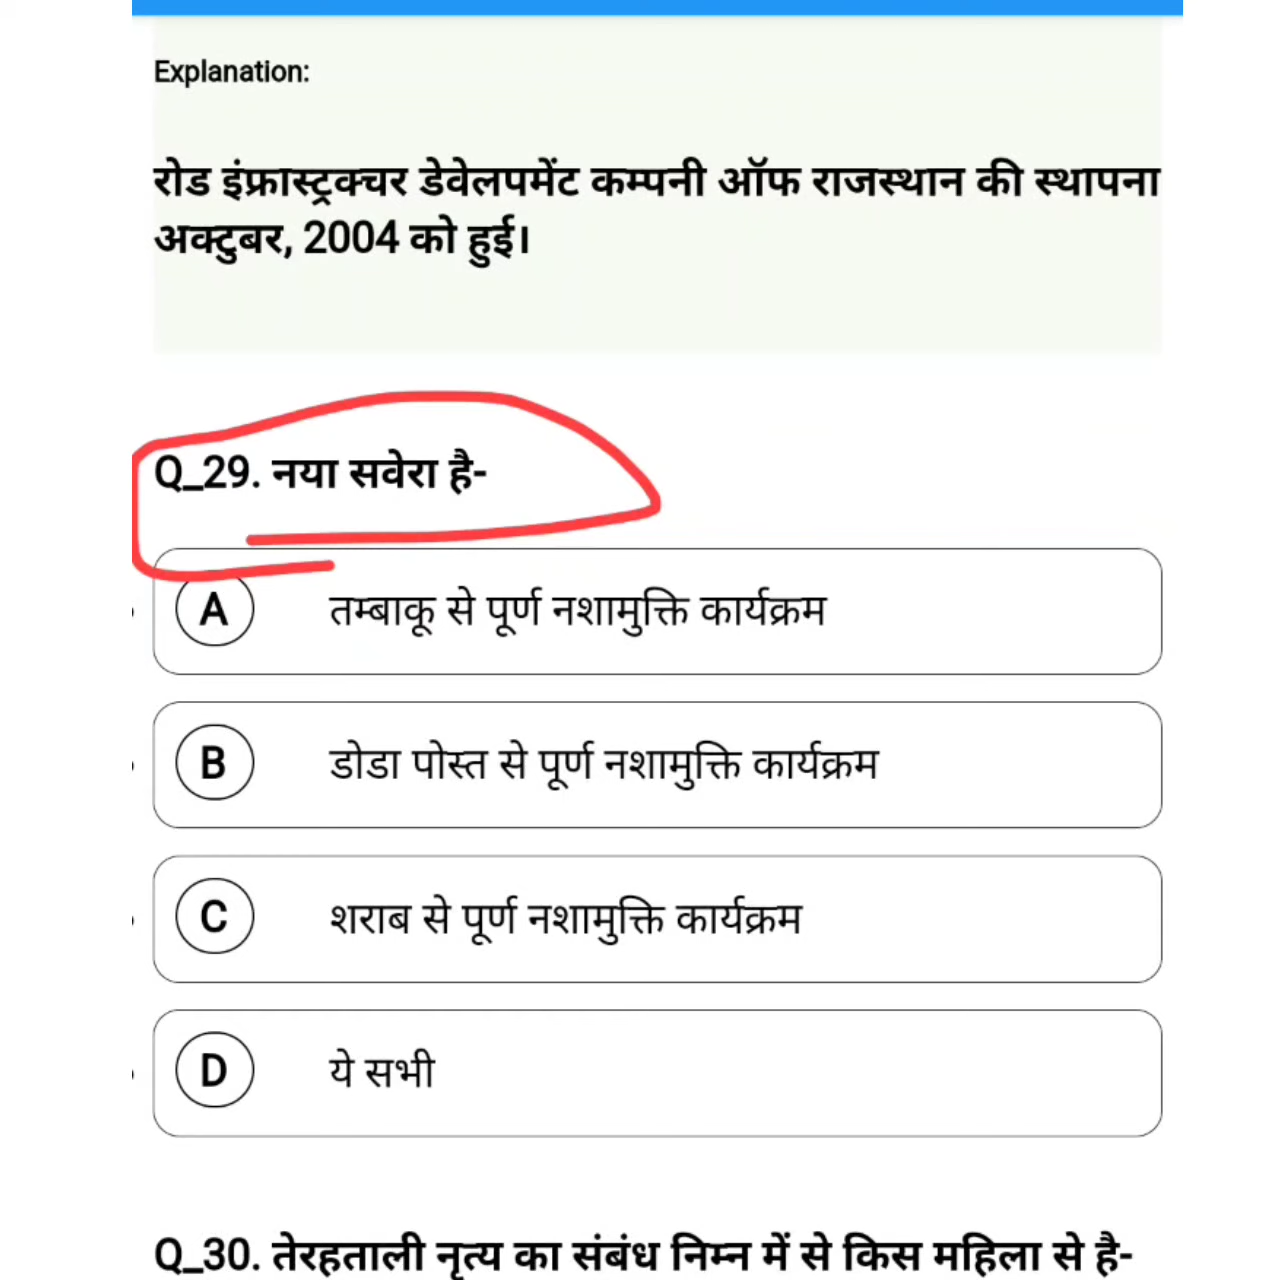 Explanation:
रोड इंफ्रास्ट्रक्चर डेवेलपमेंट कम्पनी ऑफ राजस्थान की स्थापना
अक्टुबर, 2004 को हुई।
Q_29. नया सवेरा है-
A तम्बाकू से पूर्ण नशामुक्ति कार्यक्रम
B डोडा पोस्त से पूर्ण नशामुक्ति कार्यक्रम
C शराब से पूर्ण नशामुक्ति कार्यक्रम
D ये सभी
Q_30. तेरहताली नृत्य का संबंध निम्न में से किस महिला से है-